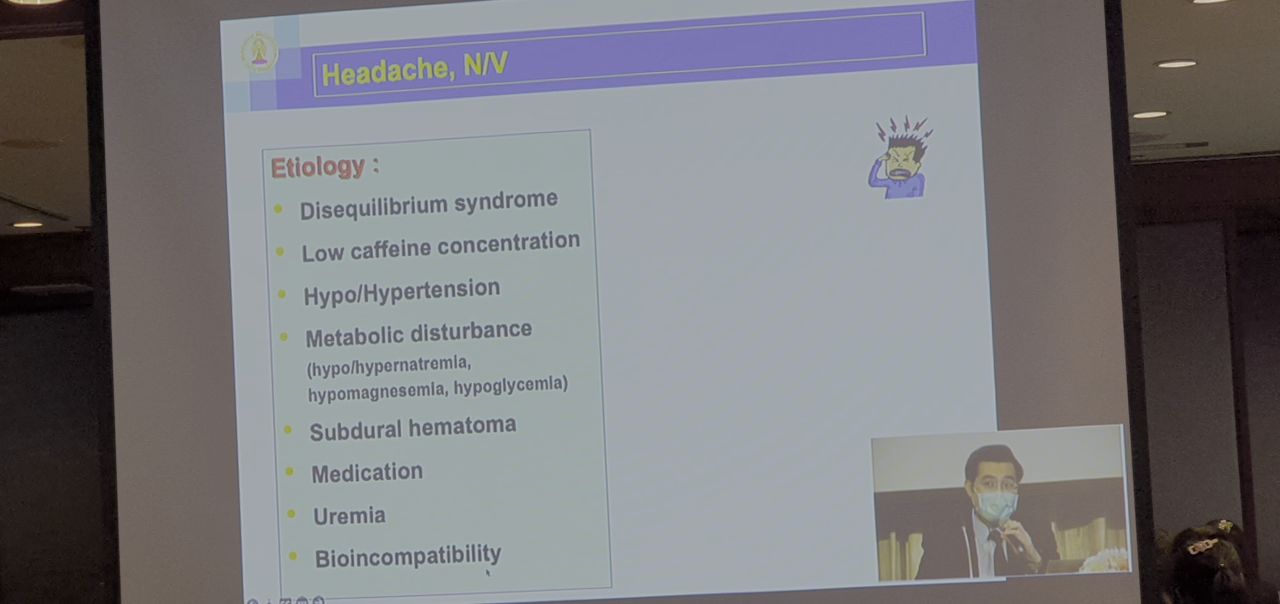 Headache, N/V
Etiology :
• Disequilibrium syndrome
• Low caffeine concentration
• Hypo/Hypertension
• Metabolic disturbance
(hypo/hypernatremia,
hypomagnesemia, hypoglycemia)
• Subdural hematoma
• Medication
• Uremia
• Bioincompatibility